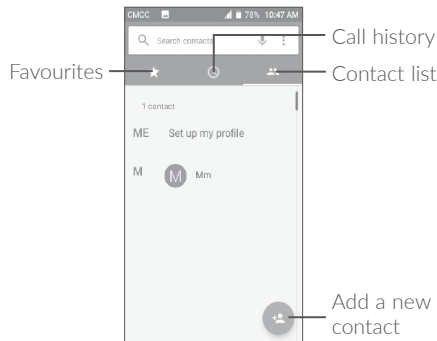 CMCC 78% 10:47 AM
Search contacts
Call history
Favourites
Contact list
1 contact
ME Set up my profile
M M Mm
Add a new
contact